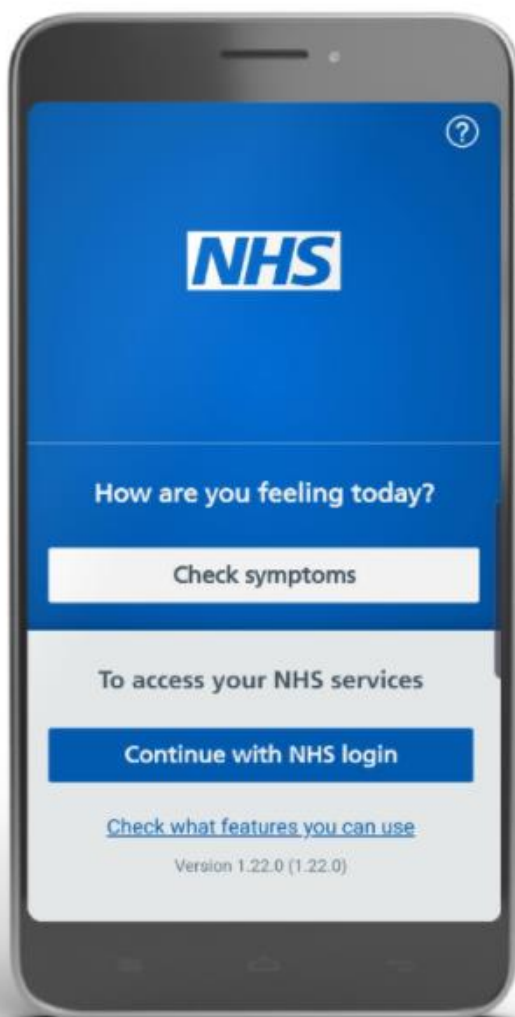 ?
NHS
How are you feeling today?
Check symptoms
To access your NHS services
Continue with NHS login
Check what features you can use
Version 1.22.0 (1.22.0)